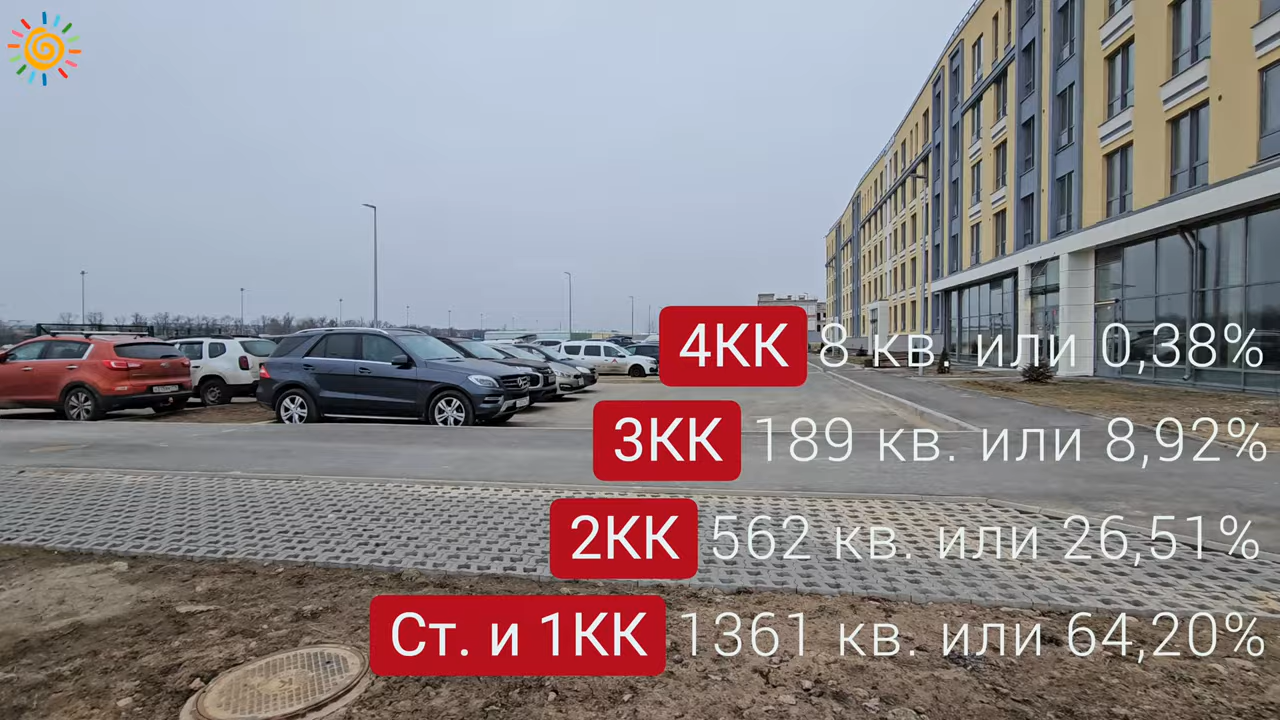 4КК 8 кв. или 0,38%
3КК 189 кв. или 8,92%
2КК 562 кв. или 26,51%
Ст. и 1КК 1361 кв. или 64,20%